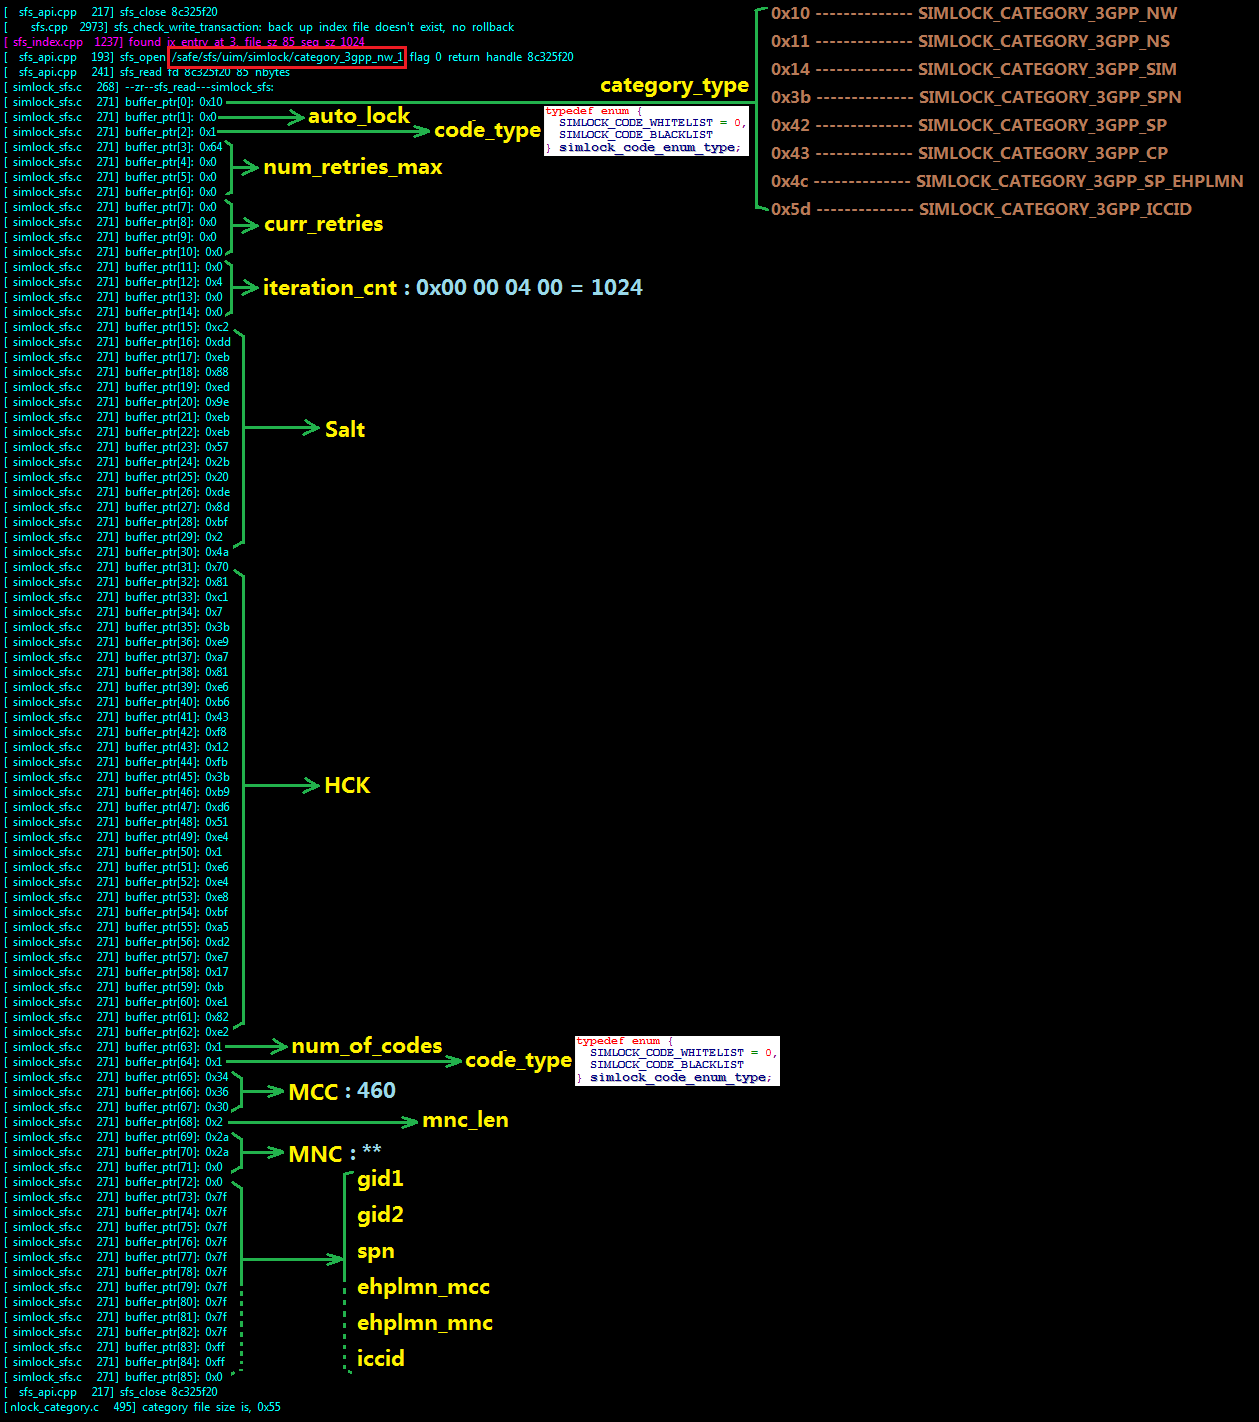 [ sfs_api.cpp 217] sfs_close 8c325f20
[ sfs.cpp 2973] sfs_check_write_transaction: back up index file doesn't exist, no rollback
[ sfs_index.cpp 1237] found ix entry at 3, file_sz 85 seg_sz 1024
[ sfs_api.cpp 193] sfs_open /safe/sfs/uim/simlock/category_3gpp_nw_1 flag 0 return handle 8c325f20
[ sfs_api.cpp 241] sfs_read fd 8c325f20 85 nbytes
[ simlock_sfs.c 268] --zr--sfs_read---simlock_sfs:
[ simlock_sfs.c 271] buffer_ptr[0]: 0x10
[ simlock_sfs.c 271] buffer_ptr[1]: 0x0
[ simlock_sfs.c 271] buffer_ptr[2]: 0x1
[ simlock_sfs.c 271] buffer_ptr[3]: 0x64
[ simlock_sfs.c 271] buffer_ptr[4]: 0x0
[ simlock_sfs.c 271] buffer_ptr[5]: 0x0
[ simlock_sfs.c 271] buffer_ptr[6]: 0x0
[ simlock_sfs.c 271] buffer_ptr[7]: 0x0
[ simlock_sfs.c 271] buffer_ptr[8]: 0x0
[ simlock_sfs.c 271] buffer_ptr[9]: 0x0
[ simlock_sfs.c 271] buffer_ptr[10]: 0x0
[ simlock_sfs.c 271] buffer_ptr[11]: 0x0
[ simlock_sfs.c 271] buffer_ptr[12]: 0x4
[ simlock_sfs.c 271] buffer_ptr[13]: 0x0
[ simlock_sfs.c 271] buffer_ptr[14]: 0x0
[ simlock_sfs.c 271] buffer_ptr[15]: 0xc2
[ simlock_sfs.c 271] buffer_ptr[16]: 0xdd
[ simlock_sfs.c 271] buffer_ptr[17]: 0xeb
[ simlock_sfs.c 271] buffer_ptr[18]: 0x88
[ simlock_sfs.c 271] buffer_ptr[19]: 0xed
[ simlock_sfs.c 271] buffer_ptr[20]: 0x9e
[ simlock_sfs.c 271] buffer_ptr[21]: 0xeb
[ simlock_sfs.c 271] buffer_ptr[22]: 0xeb
[ simlock_sfs.c 271] buffer_ptr[23]: 0x57
[ simlock_sfs.c 271] buffer_ptr[24]: 0x2b
[ simlock_sfs.c 271] buffer_ptr[25]: 0x20
[ simlock_sfs.c 271] buffer_ptr[26]: 0xde
[ simlock_sfs.c 271] buffer_ptr[27]: 0x8d
[ simlock_sfs.c 271] buffer_ptr[28]: 0xbf
[ simlock_sfs.c 271] buffer_ptr[29]: 0x2
[ simlock_sfs.c 271] buffer_ptr[30]: 0x4a
[ simlock_sfs.c 271] buffer_ptr[31]: 0x70
[ simlock_sfs.c 271] buffer_ptr[32]: 0x81
[ simlock_sfs.c 271] buffer_ptr[33]: 0xc1
[ simlock_sfs.c 271] buffer_ptr[34]: 0x7
[ simlock_sfs.c 271] buffer_ptr[35]: 0x3b
[ simlock_sfs.c 271] buffer_ptr[36]: 0xe9
[ simlock_sfs.c 271] buffer_ptr[37]: 0xa7
[ simlock_sfs.c 271] buffer_ptr[38]: 0x81
[ simlock_sfs.c 271] buffer_ptr[39]: 0xe6
[ simlock_sfs.c 271] buffer_ptr[40]: 0xb6
[ simlock_sfs.c 271] buffer_ptr[41]: 0x43
[ simlock_sfs.c 271] buffer_ptr[42]: 0xf8
[ simlock_sfs.c 271] buffer_ptr[43]: 0x12
[ simlock_sfs.c 271] buffer_ptr[44]: 0xfb
[ simlock_sfs.c 271] buffer_ptr[45]: 0x3b
[ simlock_sfs.c 271] buffer_ptr[46]: 0xb9
[ simlock_sfs.c 271] buffer_ptr[47]: 0xd6
[ simlock_sfs.c 271] buffer_ptr[48]: 0x51
[ simlock_sfs.c 271] buffer_ptr[49]: 0xe4
[ simlock_sfs.c 271] buffer_ptr[50]: 0x1
[ simlock_sfs.c 271] buffer_ptr[51]: 0xe6
[ simlock_sfs.c 271] buffer_ptr[52]: 0xe4
[ simlock_sfs.c 271] buffer_ptr[53]: 0xe8
[ simlock_sfs.c 271] buffer_ptr[54]: 0xbf
[ simlock_sfs.c 271] buffer_ptr[55]: 0xa5
[ simlock_sfs.c 271] buffer_ptr[56]: 0xd2
[ simlock_sfs.c 271] buffer_ptr[57]: 0xe7
[ simlock_sfs.c 271] buffer_ptr[58]: 0x17
[ simlock_sfs.c 271] buffer_ptr[59]: 0xb
[ simlock_sfs.c 271] buffer_ptr[60]: 0xe1
[ simlock_sfs.c 271] buffer_ptr[61]: 0x82
[ simlock_sfs.c 271] buffer_ptr[62]: 0xe2
[ simlock_sfs.c 271] buffer_ptr[63]: 0x1
[ simlock_sfs.c 271] buffer_ptr[64]: 0x1
[ simlock_sfs.c 271] buffer_ptr[65]: 0x34
[ simlock_sfs.c 271] buffer_ptr[66]: 0x36
[ simlock_sfs.c 271] buffer_ptr[67]: 0x30
[ simlock_sfs.c 271] buffer_ptr[68]: 0x2
[ simlock_sfs.c 271] buffer_ptr[69]: 0x2a
[ simlock_sfs.c 271] buffer_ptr[70]: 0x2a
[ simlock_sfs.c 271] buffer_ptr[71]: 0x0
[ simlock_sfs.c 271] buffer_ptr[72]: 0x0
[ simlock_sfs.c 271] buffer_ptr[73]: 0x7f
[ simlock_sfs.c 271] buffer_ptr[74]: 0x7f
[ simlock_sfs.c 271] buffer_ptr[75]: 0x7f
[ simlock_sfs.c 271] buffer_ptr[76]: 0x7f
[ simlock_sfs.c 271] buffer_ptr[77]: 0x7f
[ simlock_sfs.c 271] buffer_ptr[78]: 0x7f
[ simlock_sfs.c 271] buffer_ptr[79]: 0x7f
[ simlock_sfs.c 271] buffer_ptr[80]: 0x7f
[ simlock_sfs.c 271] buffer_ptr[81]: 0x7f
[ simlock_sfs.c 271] buffer_ptr[82]: 0x7f
[ simlock_sfs.c 271] buffer_ptr[83]: 0xff
[ simlock_sfs.c 271] buffer_ptr[84]: 0xff
[ simlock_sfs.c 271] buffer_ptr[85]: 0x0
[ sfs_api.cpp 217] sfs_close 8c325f20
[nlock_category.c 495] category file size is, 0x55
category_type
0x10 ------------- SIMLOCK_CATEGORY_3GPP_NW
0x11 ------------- SIMLOCK_CATEGORY_3GPP_NS
0x14 ------------- SIMLOCK_CATEGORY_3GPP_SIM
0x3b ------------- SIMLOCK_CATEGORY_3GPP_SPN
0x42 ------------- SIMLOCK_CATEGORY_3GPP_SP
0x43 ------------- SIMLOCK_CATEGORY_3GPP_CP
0x4c ------------- SIMLOCK_CATEGORY_3GPP_SP_EHPLMN
0x5d ------------- SIMLOCK_CATEGORY_3GPP_ICCID
auto_lock
code_type
typedef enum {
SIMLOCK_CODE_WHITELIST = 0,
SIMLOCK_CODE_BLACKLIST
} simlock_code_enum_type;
num_retries_max
curr_retries
iteration_cnt : 0x00 00 04 00 = 1024
Salt
HCK
num_of_codes
code_type
typedef enum {
SIMLOCK_CODE_WHITELIST = 0,
SIMLOCK_CODE_BLACKLIST
} simlock_code_enum_type;
MCC : 460
mnc_len
MNC : **
gid1
gid2
spn
ehplmn_mcc
ehplmn_mnc
iccid